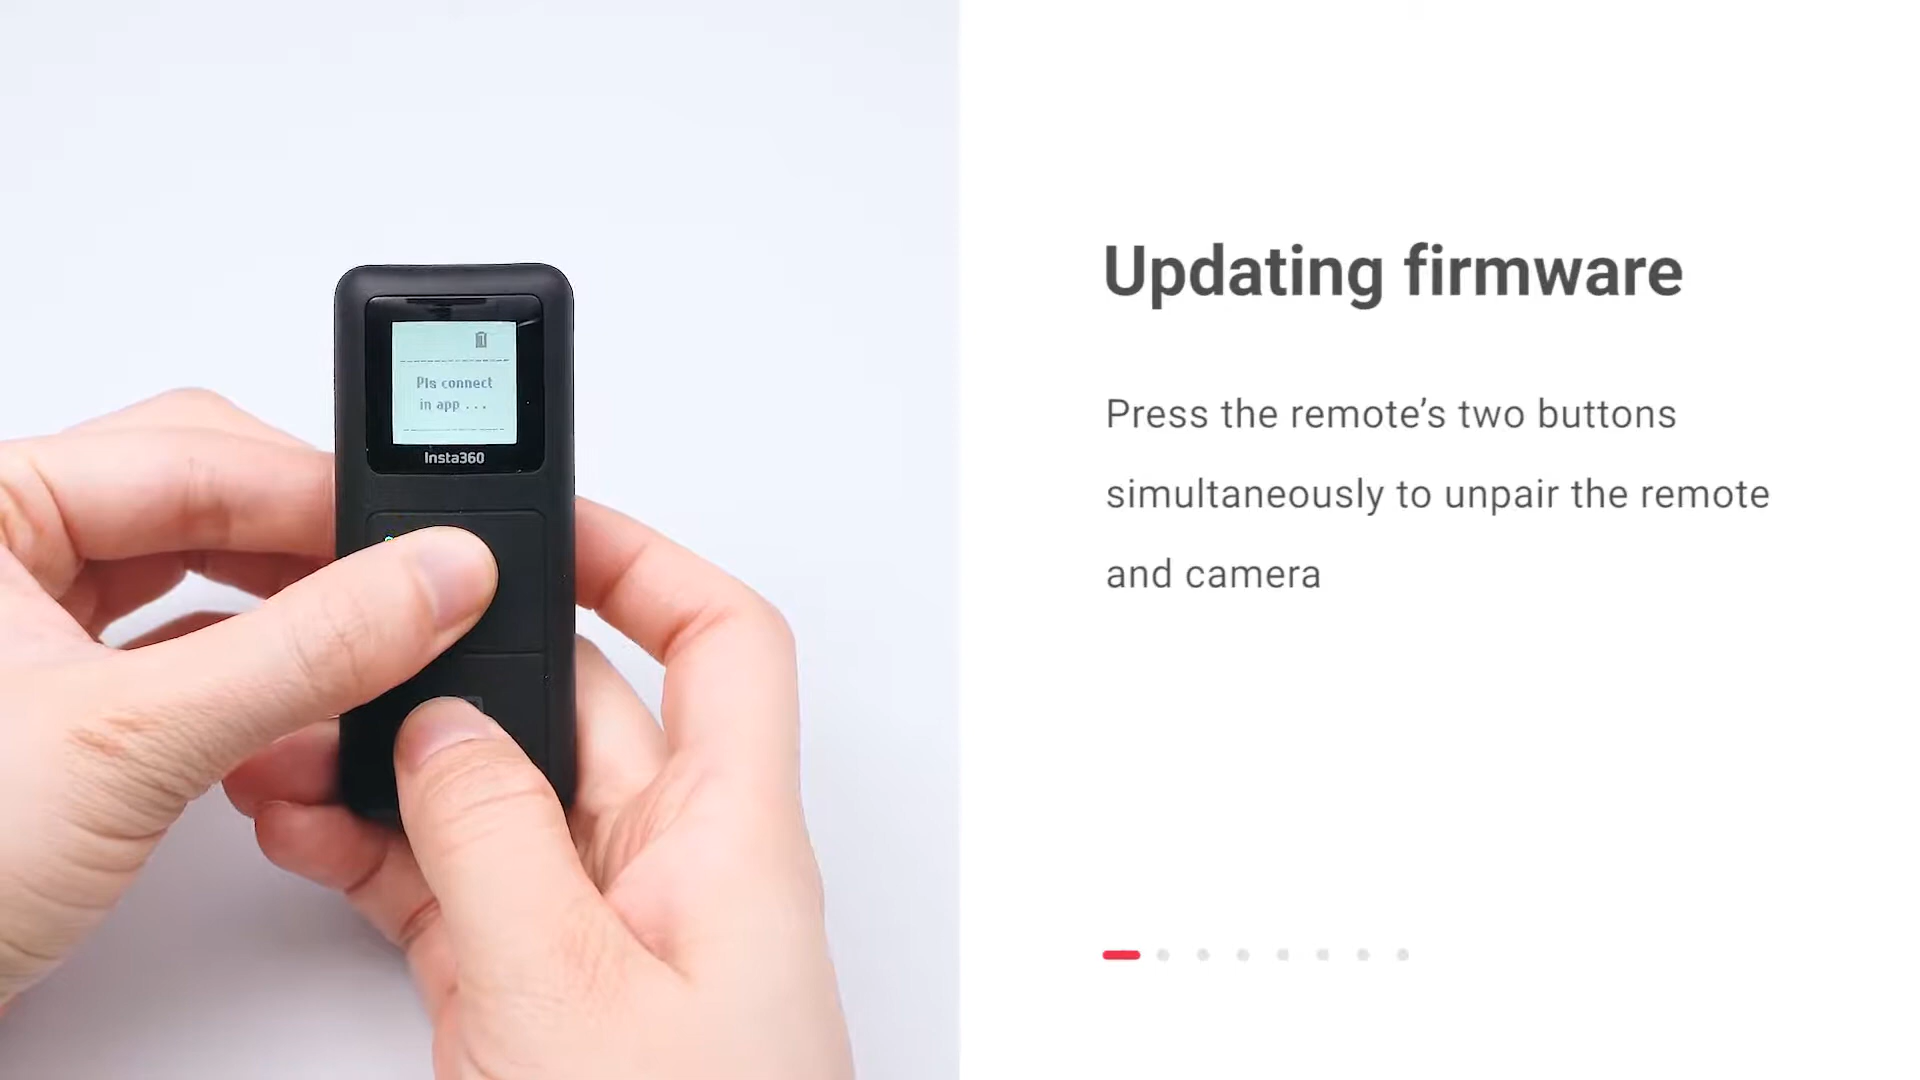 Pls connect
in app ...
Insta360
Updating firmware
Press the remote’s two buttons
simultaneously to unpair the remote
and camera